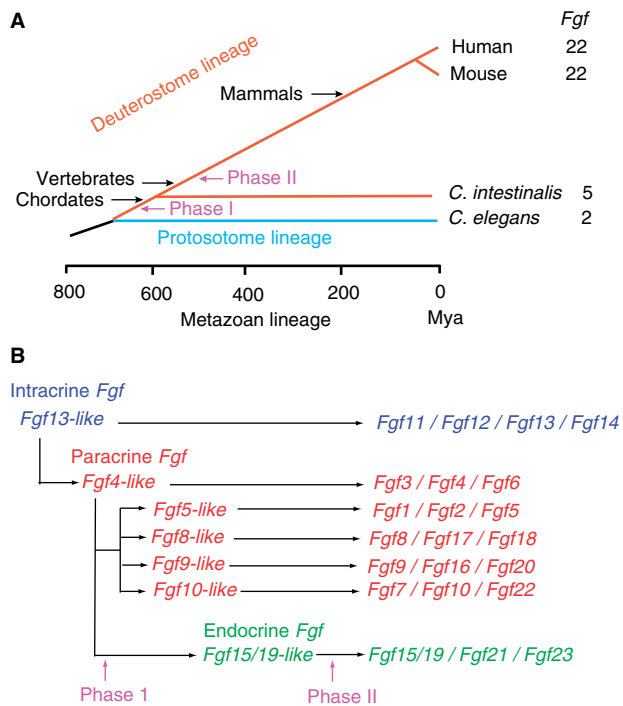 A
Fgf
Deuterostome lineage
Human 22
Mouse 22
Mammals
Vertebrates
Phase II
Chordates
Phase I
C. intestinalis 5
C. elegans 2
Protosotome lineage
800 600 400 200 0
Metazoan lineage Mya
B
Intracrine Fgf
Fgf13-like Fgf11 / Fgf12 / Fgf13 / Fgf14
Paracrine Fgf
Fgf4-like Fgf3 / Fgf4 / Fgf6
Fgf5-like Fgf1 / Fgf2 / Fgf5
Fgf8-like Fgf8 / Fgf17 / Fgf18
Fgf9-like Fgf9 / Fgf16 / Fgf20
Fgf10-like Fgf7 / Fgf10 / Fgf22
Endocrine Fgf
Fgf15/19-like Fgf15/19 / Fgf21 / Fgf23
Phase 1 Phase II